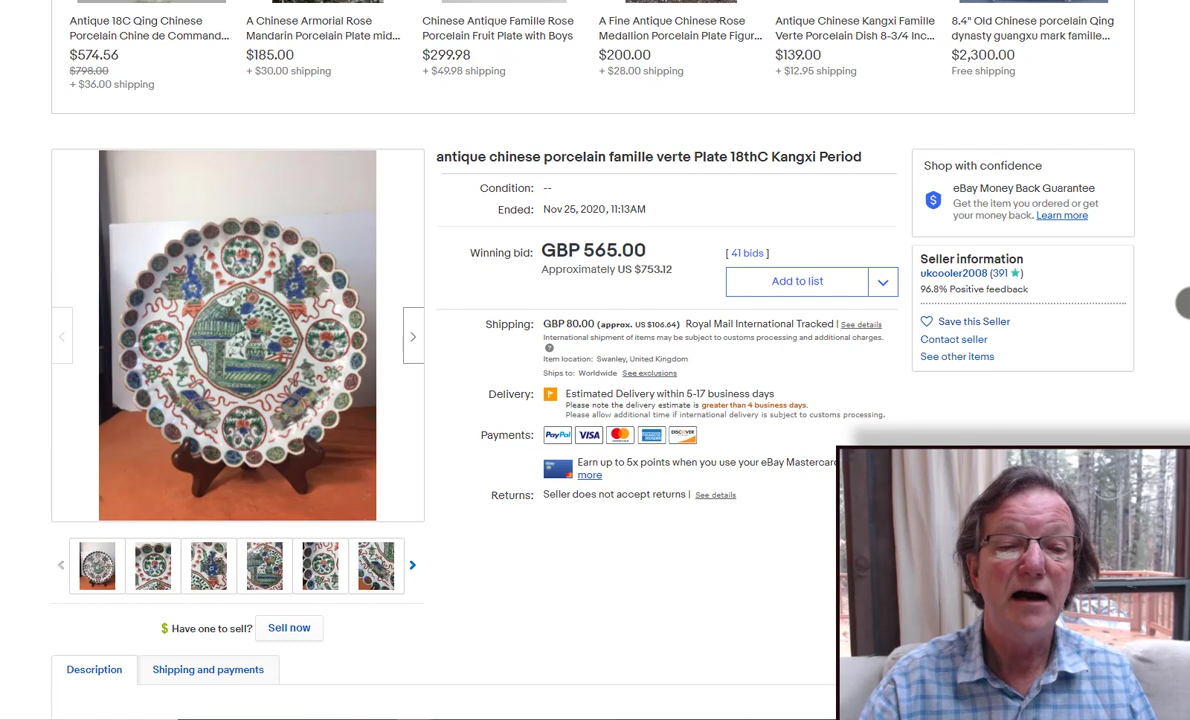 Antique 18C Qing Chinese
Porcelain Chine de Command...
$574.56
$798.00
+ $36.00 shipping
A Chinese Armorial Rose
Mandarin Porcelain Plate mid...
$185.00
+ $30.00 shipping
Chinese Antique Famille Rose
Porcelain Fruit Plate with Boys
$299.98
+ $49.98 shipping
A Fine Antique Chinese Rose
Medallion Porcelain Plate Figur...
$200.00
+ $28.00 shipping
Antique Chinese Kangxi Famille
Verte Porcelain Dish 8-3/4 Inc...
$139.00
+ $12.95 shipping
8.4" Old Chinese porcelain Qing
dynasty guangxu mark famille...
$2,300.00
Free shipping
antique chinese porcelain famille verte Plate 18thC Kangxi Period
Condition: --
Ended: Nov 25, 2020, 11:13AM
Winning bid: GBP 565.00 [ 41 bids ]
Approximately US $753.12
Add to list
Shipping: GBP 80.00 (approx. US $106.64) Royal Mail International Tracked | See details
International shipment of items may be subject to customs processing and additional charges.
?
Item location: Swanley, United Kingdom
Ships to: Worldwide See exclusions
Delivery: Estimated Delivery within 5-17 business days
Please note the delivery estimate is greater than 4 business days.
Please allow additional time if international delivery is subject to customs processing.
Payments: PayPal VISA DISCOVER
Earn up to 5x points when you use your eBay Mastercar
more
Returns: Seller does not accept returns | See details
Shop with confidence
eBay Money Back Guarantee
$
Get the item you ordered or get
your money back. Learn more
Seller information
ukcooler2008 (391 ★)
96.8% Positive feedback
Save this Seller
Contact seller
See other items
$ Have one to sell? Sell now
Description
Shipping and payments